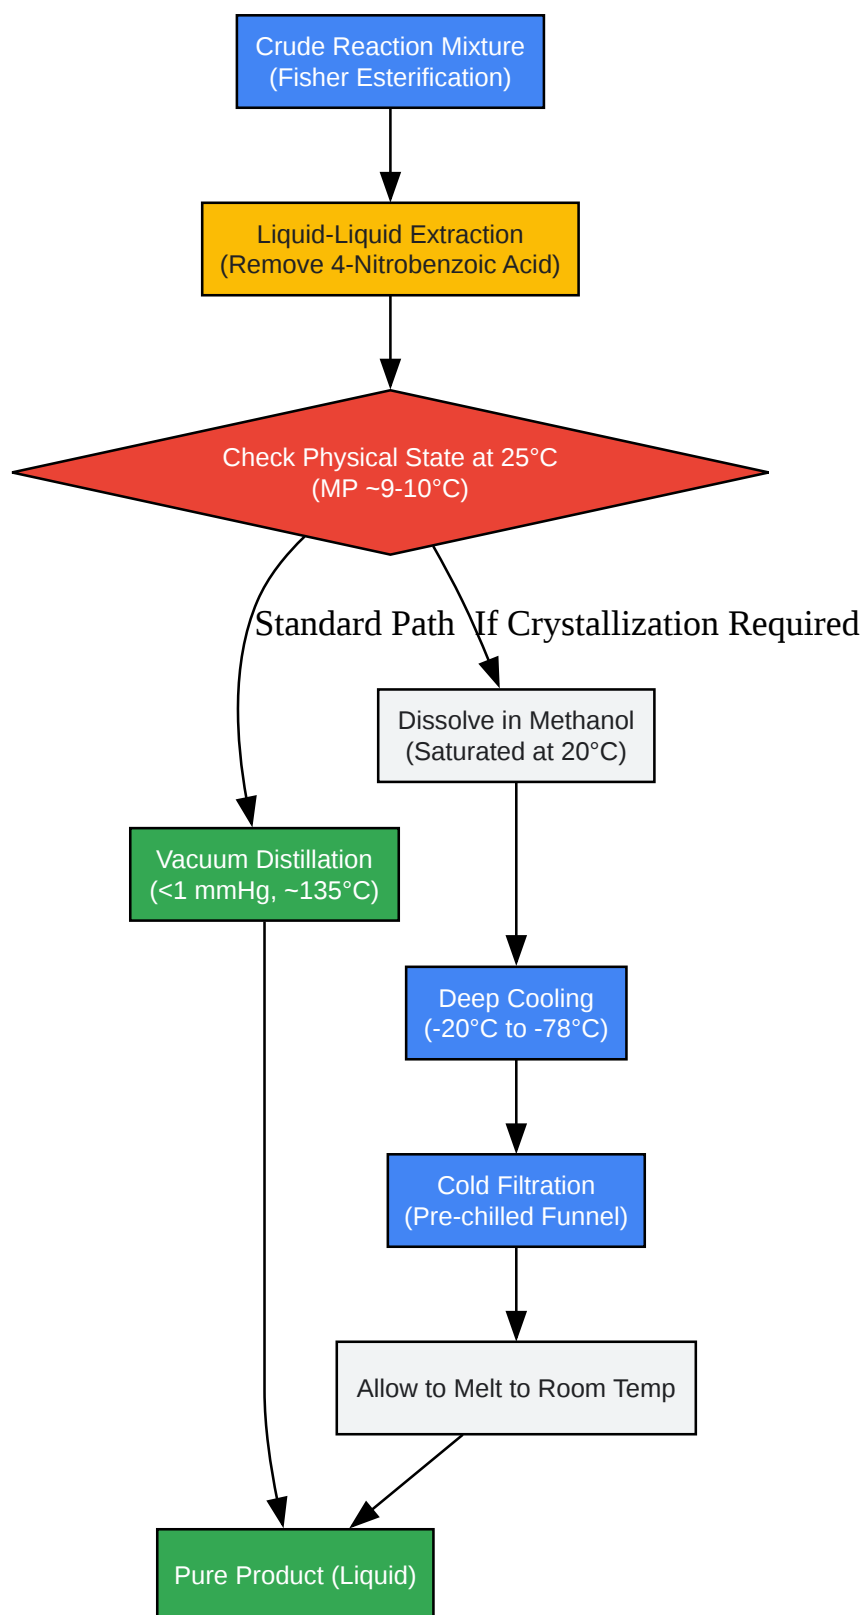 Crude Reaction Mixture
(Fisher Esterification)
Liquid-Liquid Extraction
(Remove 4-Nitrobenzoic Acid)
Check Physical State at 25°C
(MP ~9-10°C)
Standard Path
If Crystallization Required
Dissolve in Methanol
(Saturated at 20°C)
Vacuum Distillation
(<1 mmHg, ~135°C)
Deep Cooling
(-20°C to -78°C)
Cold Filtration
(Pre-chilled Funnel)
Allow to Melt to Room Temp
Pure Product (Liquid)